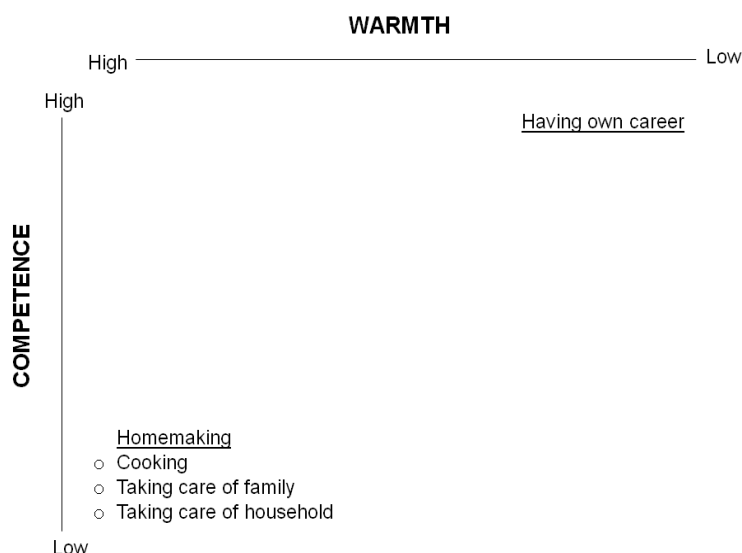 WARMTH
High
Low
High
Having own career
COMPETENCE
Homemaking
Cooking
Taking care of family
Taking care of household
Low